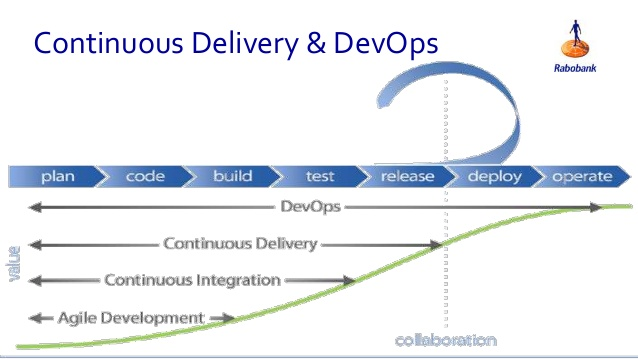 Continuous Delivery & DevOps
Rabobank
plan code build test release deploy operate
DevOps
Continuous Delivery
value
Continuous Integration
Agile Development
collaboration